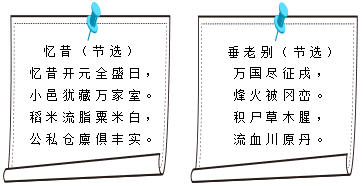 忆昔（节选）
忆昔开元全盛日，
小邑犹藏万家室。
稻米流脂粟米白，
公私仓廪俱丰实。
垂老别（节选）
万国尽征戍，
烽火被冈峦。
积尸草木腥，
流血川原丹。